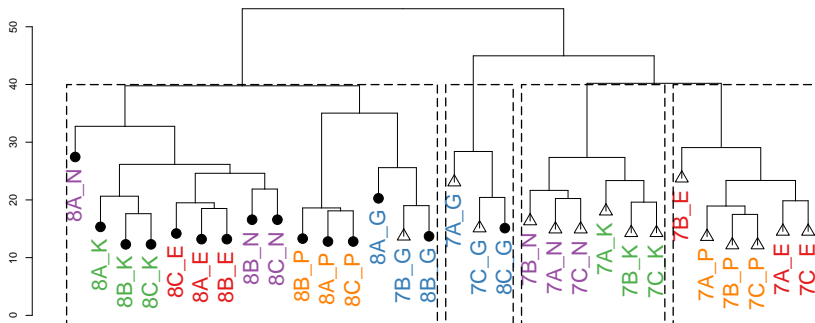 50
40
30
20
10
0
8A_N
8A_K
8B_K
8C_K
8C_E
8A_E
8B_E
8B_N
8C_N
8B_P
8A_P
8C_P
8A_G
7B_G
8B_G
7A_G
7C_G
8C_G
7B_N
7A_N
7C_N
7A_K
7B_K
7C_K
7B_E
7A_P
7B_P
7C_P
7A_E
7C_E